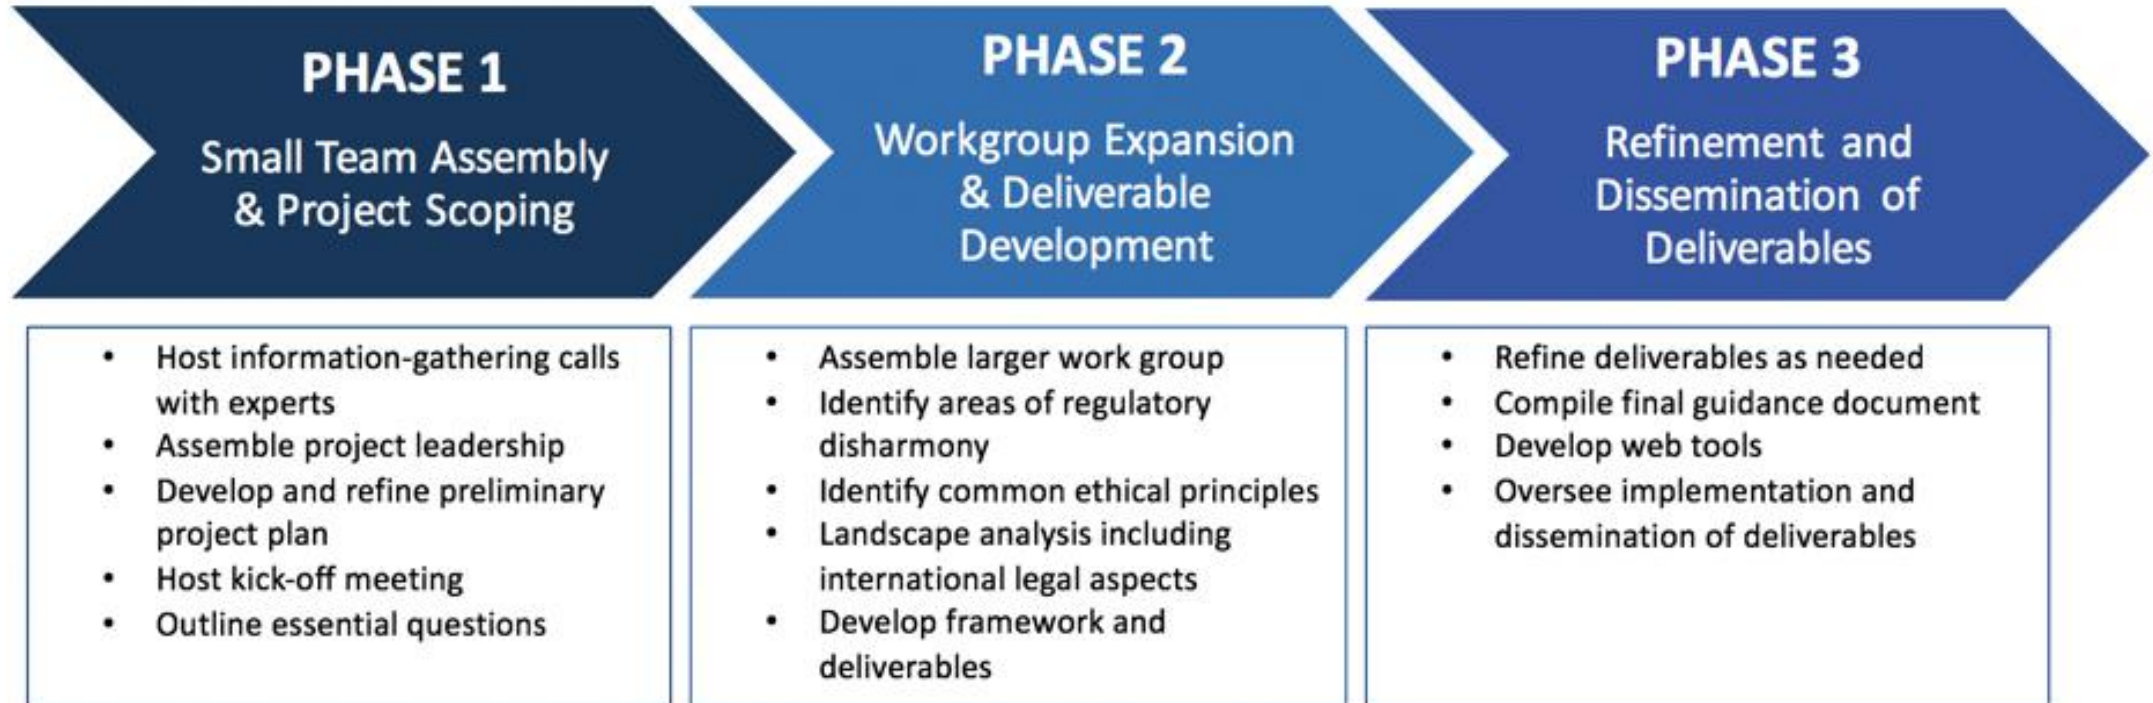 PHASE 1
Small Team Assembly
& Project Scoping
• Host information-gathering calls
with experts
• Assemble project leadership
• Develop and refine preliminary
project plan
• Host kick-off meeting
• Outline essential questions
PHASE 2
Workgroup Expansion
& Deliverable
Development
• Assemble larger work group
• Identify areas of regulatory
disharmony
• Identify common ethical principles
• Landscape analysis including
international legal aspects
• Develop framework and
deliverables
PHASE 3
Refinement and
Dissemination of
Deliverables
• Refine deliverables as needed
• Compile final guidance document
• Develop web tools
• Oversee implementation and
dissemination of deliverables